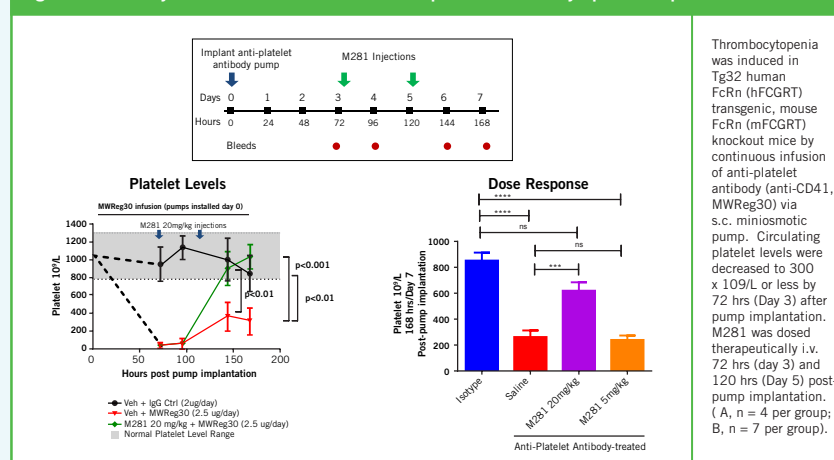 Implant anti-platelet
antibody pump
M281 Injections
Days 0 1 2 3 4 5 6 7
Hours 0 24 48 72 96 120 144 168
Bleeds
Platelet Levels
MWReg30 infusion (pumps installed day 0)
M281 20mg/kg injections
1400
1200
1000
800
600
400
200
0
Platelet 10⁹/L
0 50 100 150 200
Hours post pump implantation
p<0.01
p<0.001
p<0.01
Veh + IgG Ctrl (2ug/day)
Veh + MWReg30 (2.5 ug/day)
M281 20 mg/kg + MWReg30 (2.5 ug/day)
Normal Platelet Level Range
Dose Response
****
****
ns
ns
***
1000
800
600
400
200
0
Platelet 10⁹/L
168 hrs/Day 7
Post-pump implantation
Isotype
Saline
M281 20mg/kg
M281 5mg/kg
Anti-Platelet Antibody-treated
Thrombocytopenia
was induced in
Tg32 human
FcRn (hFCGRT)
transgenic, mouse
FcRn (mFCGRT)
knockout mice by
continuous infusion
of anti-platelet
antibody (anti-CD41,
MWReg30) via
s.c. miniosmotic
pump. Circulating
platelet levels were
decreased to 300
x 109/L or less by
72 hrs (Day 3) after
pump implantation.
M281 was dosed
therapeutically i.v.
72 hrs (day 3) and
120 hrs (Day 5) post-
pump implantation.
( A, n = 4 per group;
B, n = 7 per group).